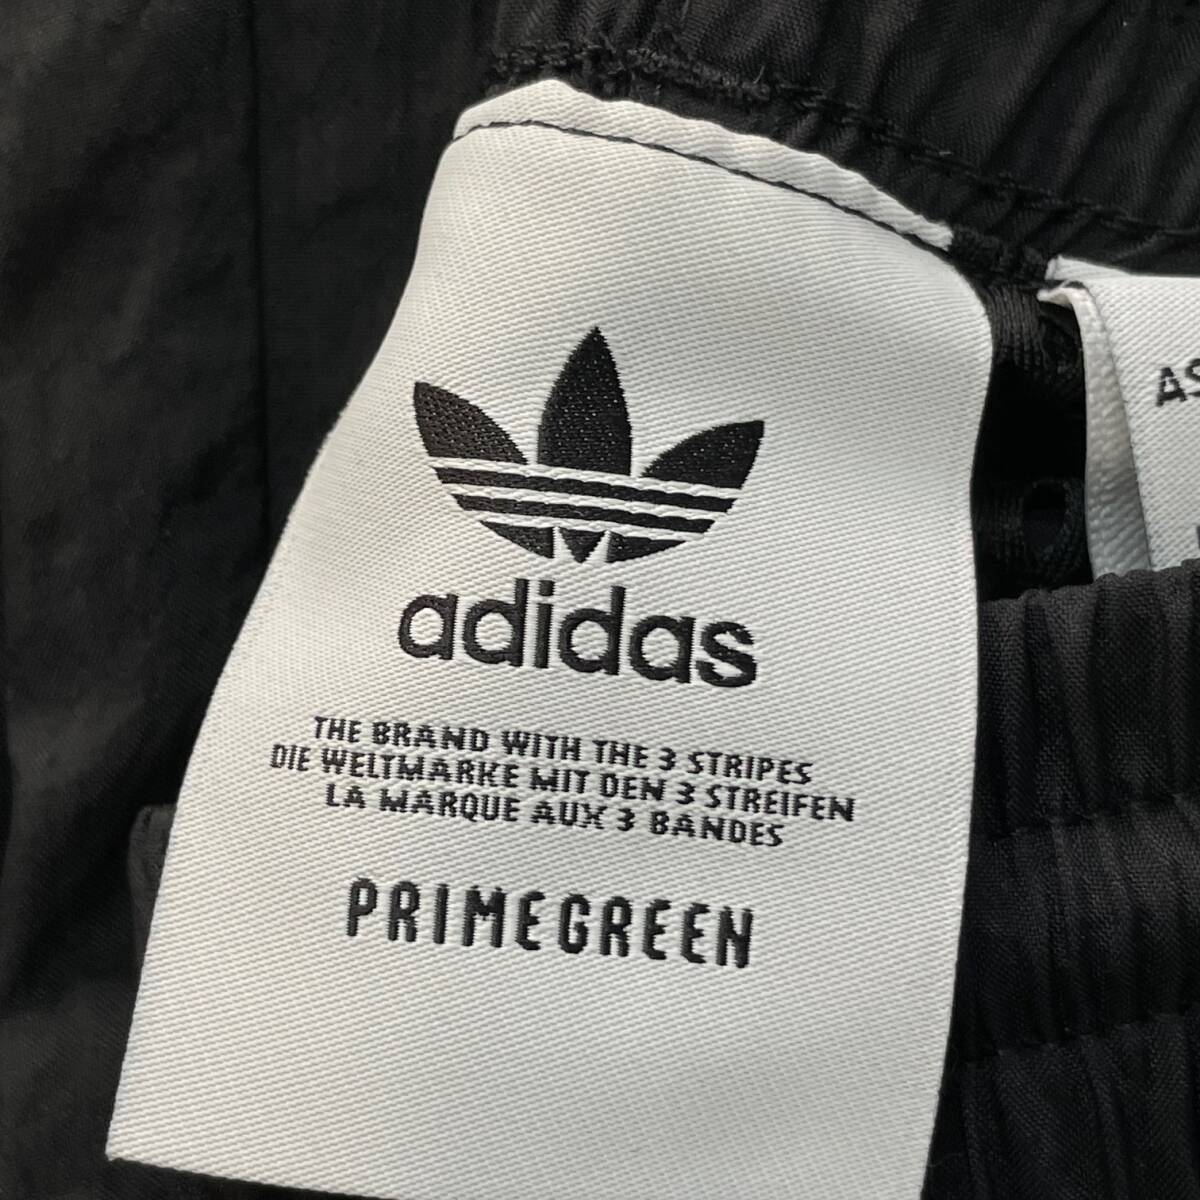 adidas
THE BRAND WITH THE 3 STRIPES
DIE WELTMARKE MIT DEN 3 STREIFEN
LA MARQUE AUX 3 BANDES
PRIMEGREEN
AS